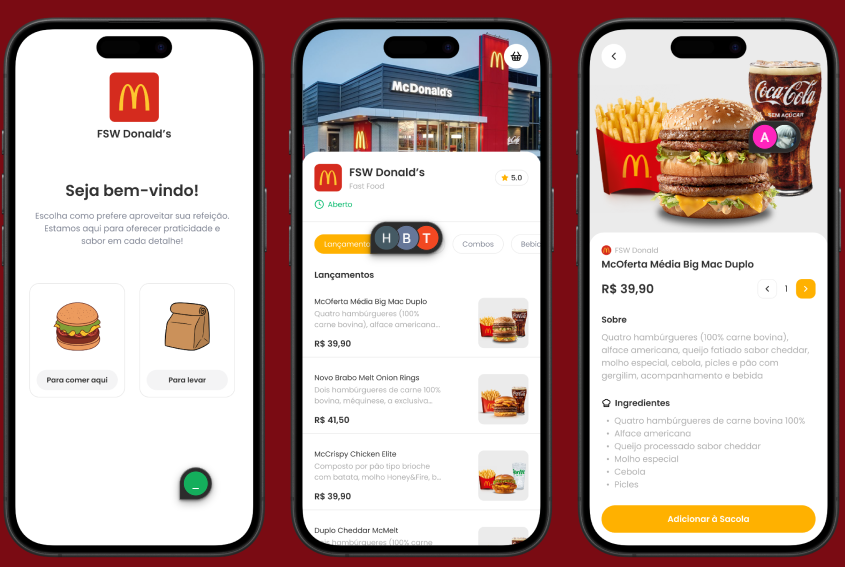 FSW Donald's
Seja bem-vindo!
Escolha como prefere aproveitar sua refeição.
Estamos aqui para oferecer praticidade e
sabor em cada detalhe!
Para comer aqui
Para levar
McDonald's
FSW Donald's
Fast Food
5.0
Aberto
Lançamento
H B T
Combos
Bebid
Lançamentos
McOferta Média Big Mac Duplo
Quatro hambúrgueres (100%
carne bovina), alface americana...
R$ 39,90
Novo Brabo Melt Onion Rings
Dois hambúrgueres de carne 100%
bovina, méquinese, a exclusiva...
R$ 41,50
McCrispy Chicken Elite
Composto por pão tipo brioche
com batata, molho Honey&Fire, b...
R$ 39,90
Duplo Cheddar McMelt
hambúrgueres (100% carne
Coca-Cola
SEM AÇÚCAR
A
FSW Donald
McOferta Média Big Mac Duplo
R$ 39,90
1
Sobre
Quatro hambúrgueres (100% carne bovina),
alface americana, queijo fatiado sabor cheddar,
molho especial, cebola, picles e pão com
gergilim, acompanhamento e bebida
Ingredientes
• Quatro hambúrgueres de carne bovina 100%
• Alface americana
• Queijo processado sabor cheddar
• Molho especial
• Cebola
• Picles
Adicionar à Sacola